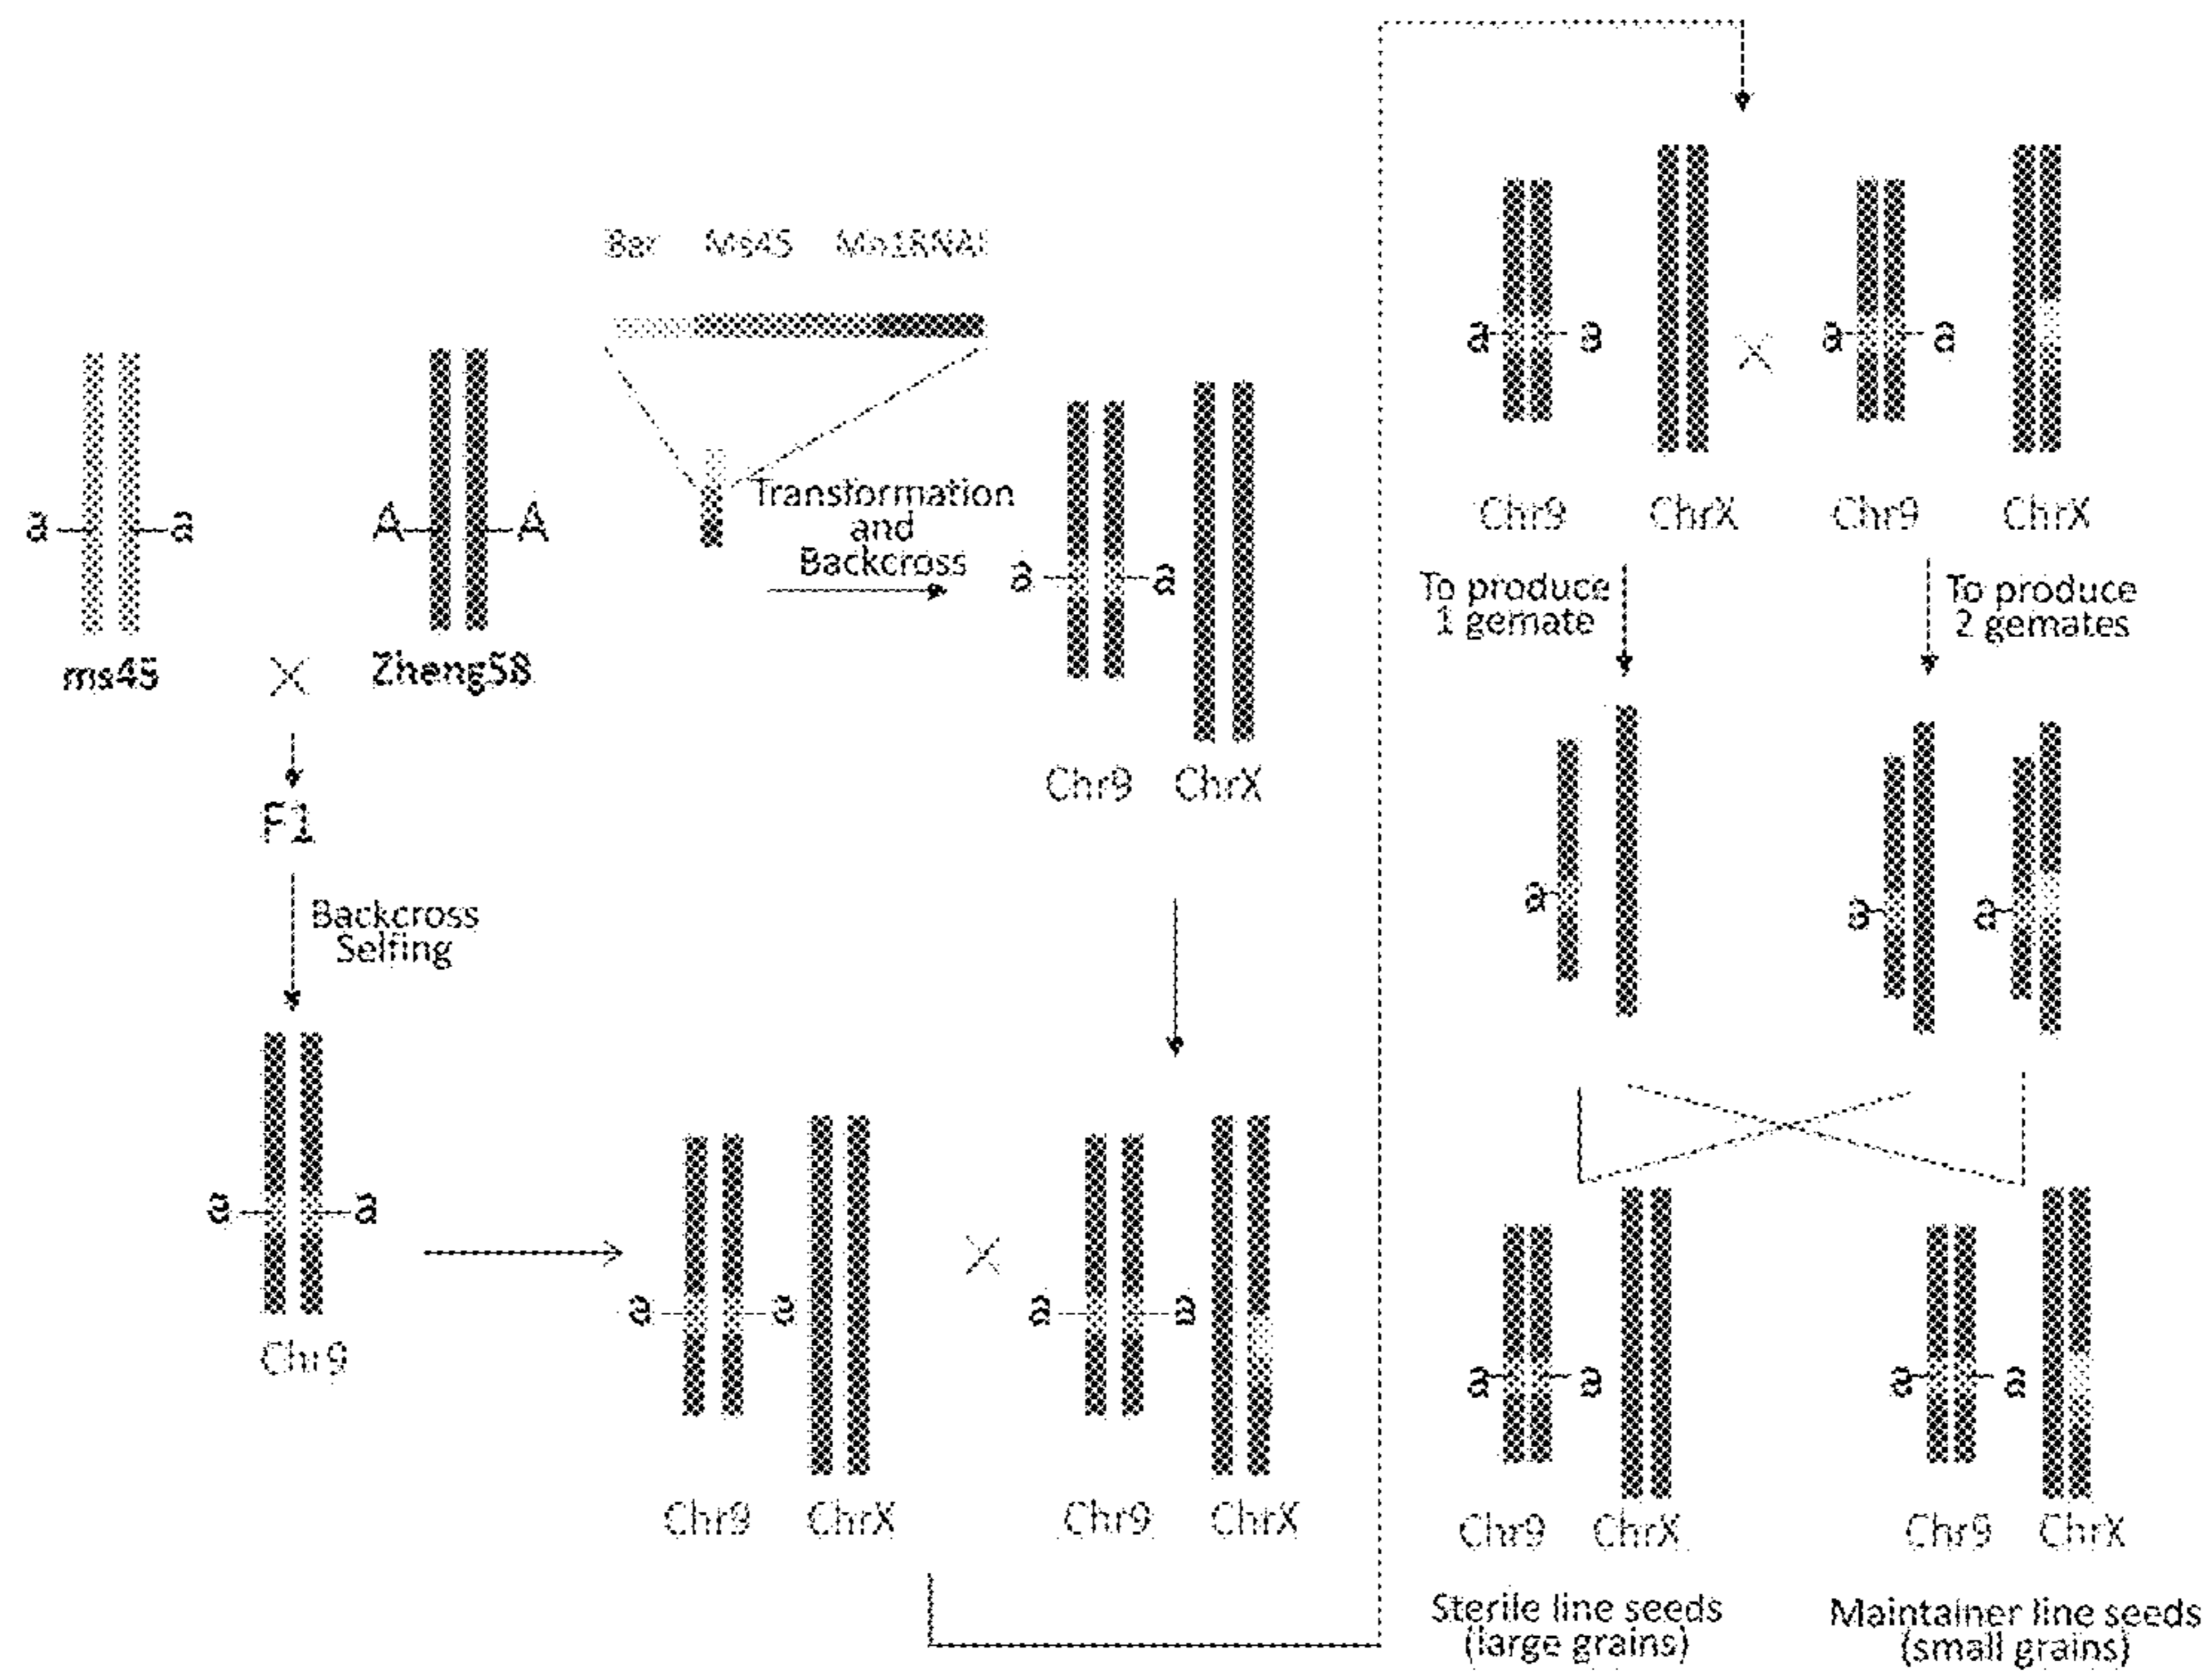 Bar Ms45 Mn1RNAi
a a A A
ms45 Zheng58
F1
Backcross
Selfing
a a
Chr9
Transformation
and
Backcross
a a
Chr9 ChrX
a a a a
Chr9 ChrX Chr9 ChrX
a a a a
Chr9 ChrX Chr9 ChrX
To produce
1 gemate
To produce
2 gemates
a a a
a a a a
Chr9 ChrX Chr9 ChrX
Sterile line seeds
(large grains)
Maintainer line seeds
(small grains)